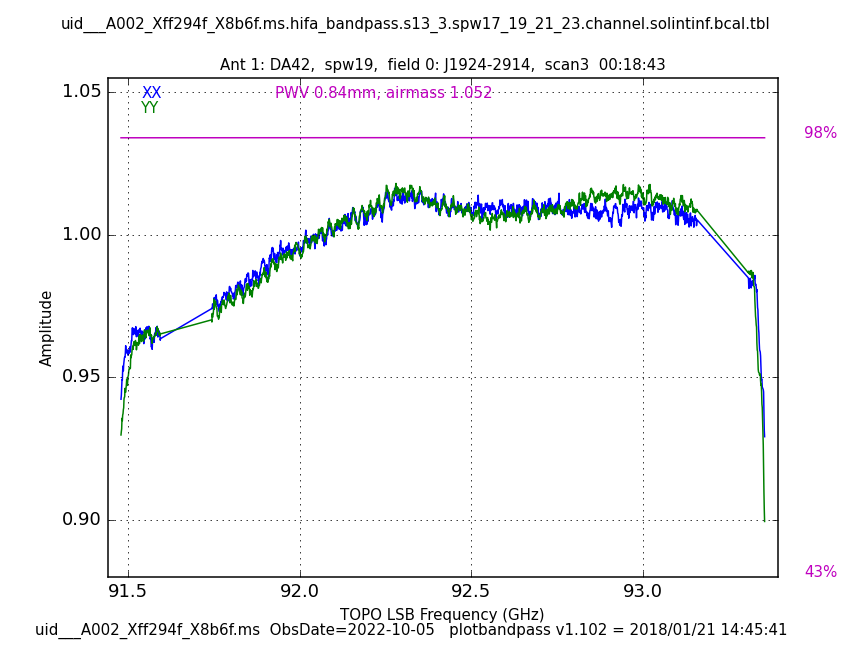 uid___A002_Xff294f_X8b6f.ms.hifa_bandpass.s13_3.spw17_19_21_23.channel.solintinf.bcal.tbl
Ant 1: DA42,  spw19,  field 0: J1924-2914,  scan3  00:18:43
XX
YY
PWV 0.84mm, airmass 1.052
1.05
1.00
0.95
0.90
Amplitude
98%
43%
91.5 92.0 92.5 93.0
TOPO LSB Frequency (GHz)
uid___A002_Xff294f_X8b6f.ms  ObsDate=2022-10-05   plotbandpass v1.102 = 2018/01/21 14:45:41